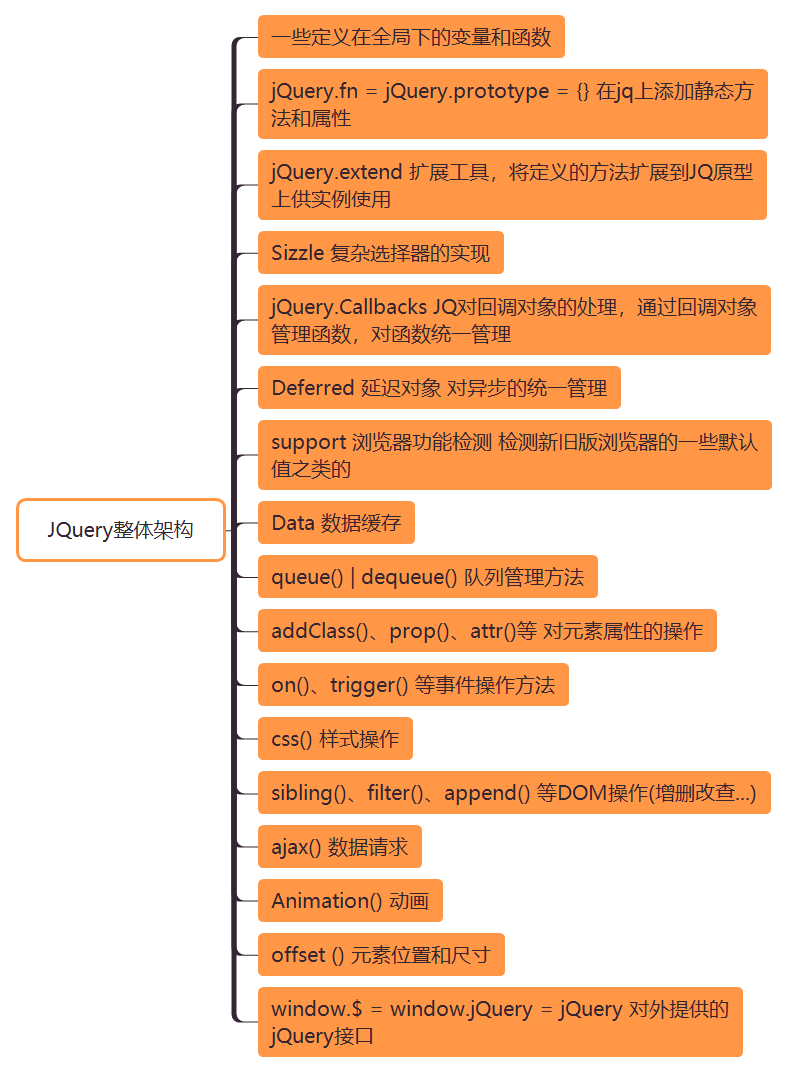 一些定义在全局下的变量和函数
jQuery.fn = jQuery.prototype = {} 在jq上添加静态方
法和属性
jQuery.extend 扩展工具，将定义的方法扩展到JQ原型
上供实例使用
Sizzle 复杂选择器的实现
jQuery.Callbacks JQ对回调对象的处理，通过回调对象
管理函数，对函数统一管理
Deferred 延迟对象 对异步的统一管理
support 浏览器功能检测 检测新旧版浏览器的一些默认
值之类的
JQuery整体架构
Data 数据缓存
queue() | dequeue() 队列管理方法
addClass()、prop()、attr()等 对元素属性的操作
on()、trigger() 等事件操作方法
css() 样式操作
sibling()、filter()、append() 等DOM操作(增删改查...)
ajax() 数据请求
Animation() 动画
offset () 元素位置和尺寸
window.$ = window.jQuery = jQuery 对外提供的
jQuery接口